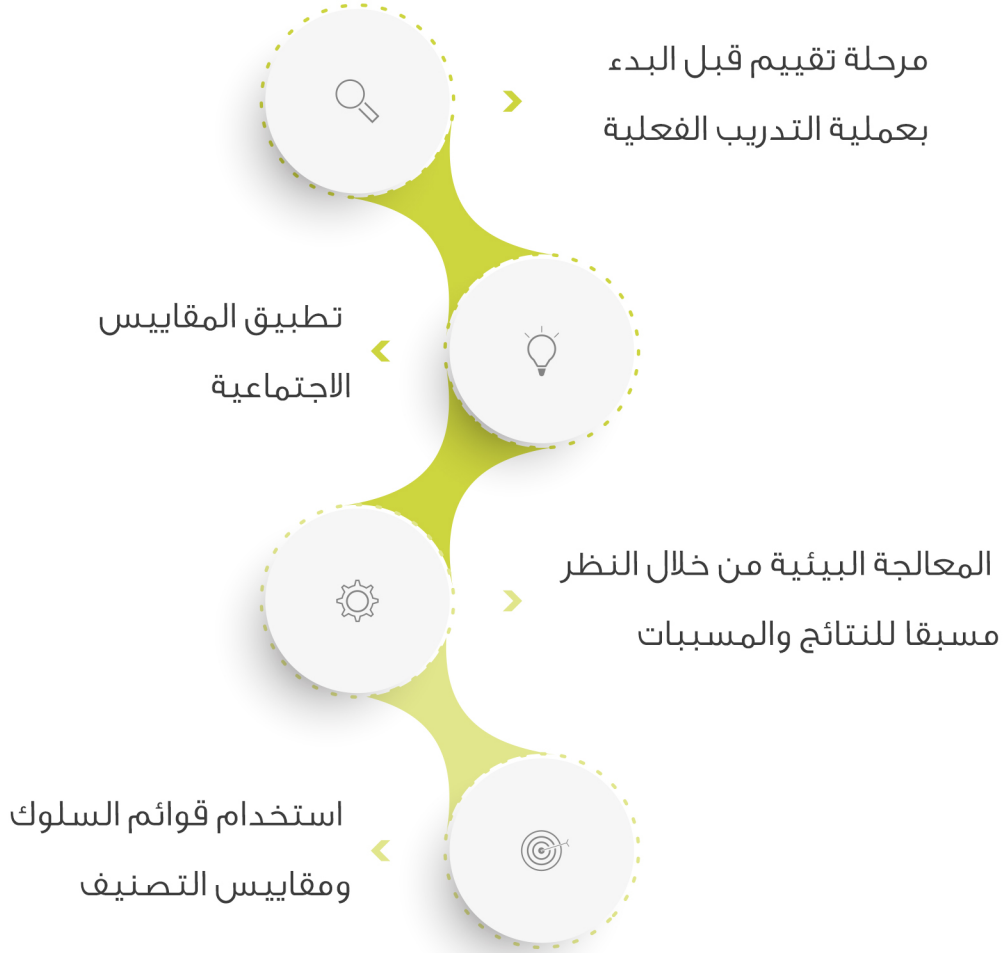 مرحلة تقييم قبل البدء
بعملية التدريب الفعلية
تطبيق المقاييس
الاجتماعية
المعالجة البيئية من خلال النظر
مسبقا للنتائج والمسببات
استخدام قوائم السلوك
ومقاييس التصنيف